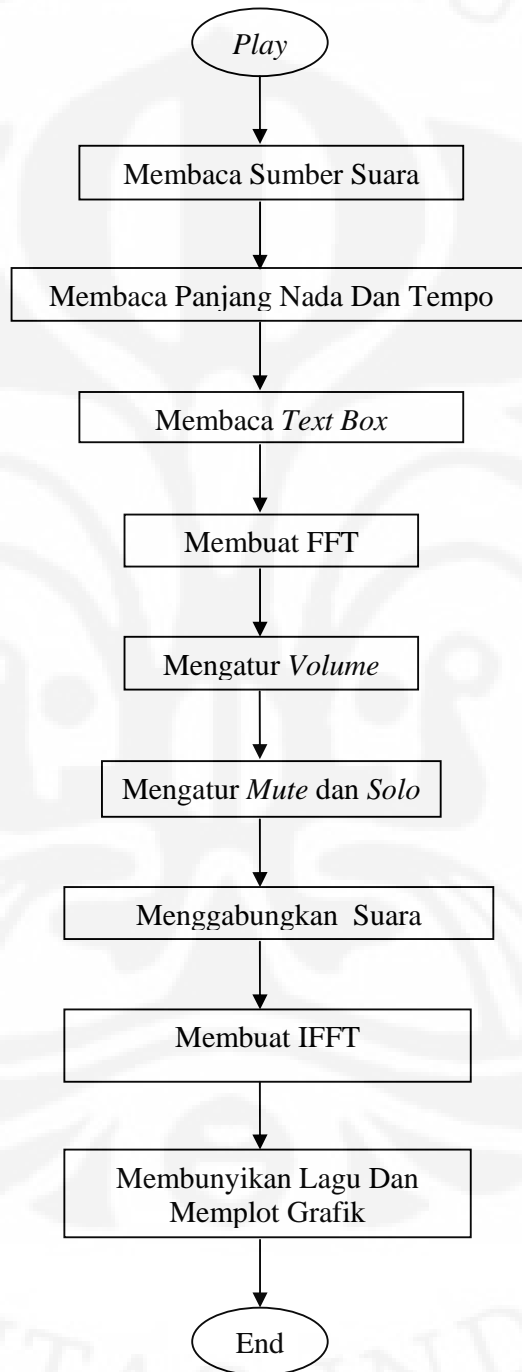 Play
Membaca Sumber Suara
Membaca Panjang Nada Dan Tempo
Membaca Text Box
Membuat FFT
Mengatur Volume
Mengatur Mute dan Solo
Menggabungkan Suara
Membuat IFFT
Membunyikan Lagu Dan
Memplot Grafik
End